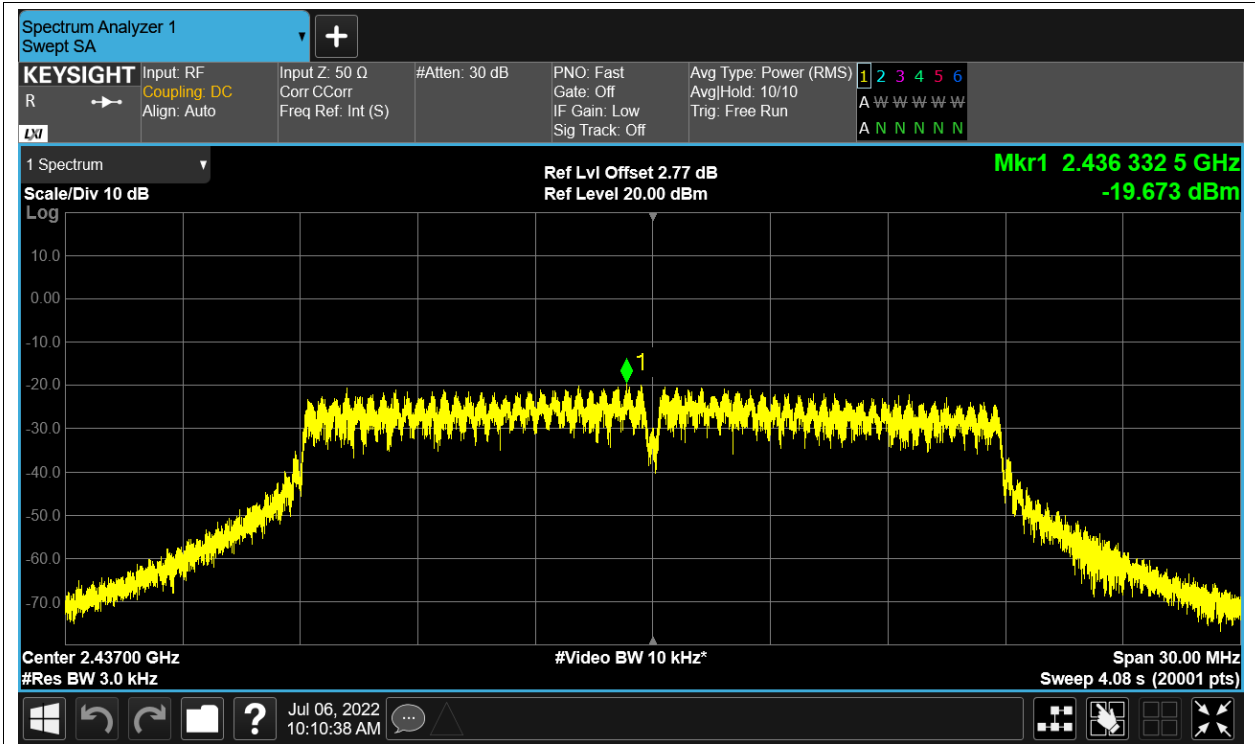 Spectrum Analyzer 1
Swept SA
+
KEYSIGHT
R
LXI
Input: RF
Coupling: DC
Align: Auto
Input Z: 50 Ω
Corr CCorr
Freq Ref: Int (S)
#Atten: 30 dB
PNO: Fast
Gate: Off
IF Gain: Low
Sig Track: Off
Avg Type: Power (RMS)
Avg|Hold: 10/10
Trig: Free Run
1 2 3 4 5 6
A W W W W W
A N N N N N
1 Spectrum
Scale/Div 10 dB
Log
Ref Lvl Offset 2.77 dB
Ref Level 20.00 dBm
Mkr1 2.436 332 5 GHz
-19.673 dBm
10.0
0.00
-10.0
-20.0
-30.0
-40.0
-50.0
-60.0
-70.0
1
Center 2.43700 GHz
#Res BW 3.0 kHz
#Video BW 10 kHz*
Span 30.00 MHz
Sweep 4.08 s (20001 pts)
?
Jul 06, 2022
10:10:38 AM